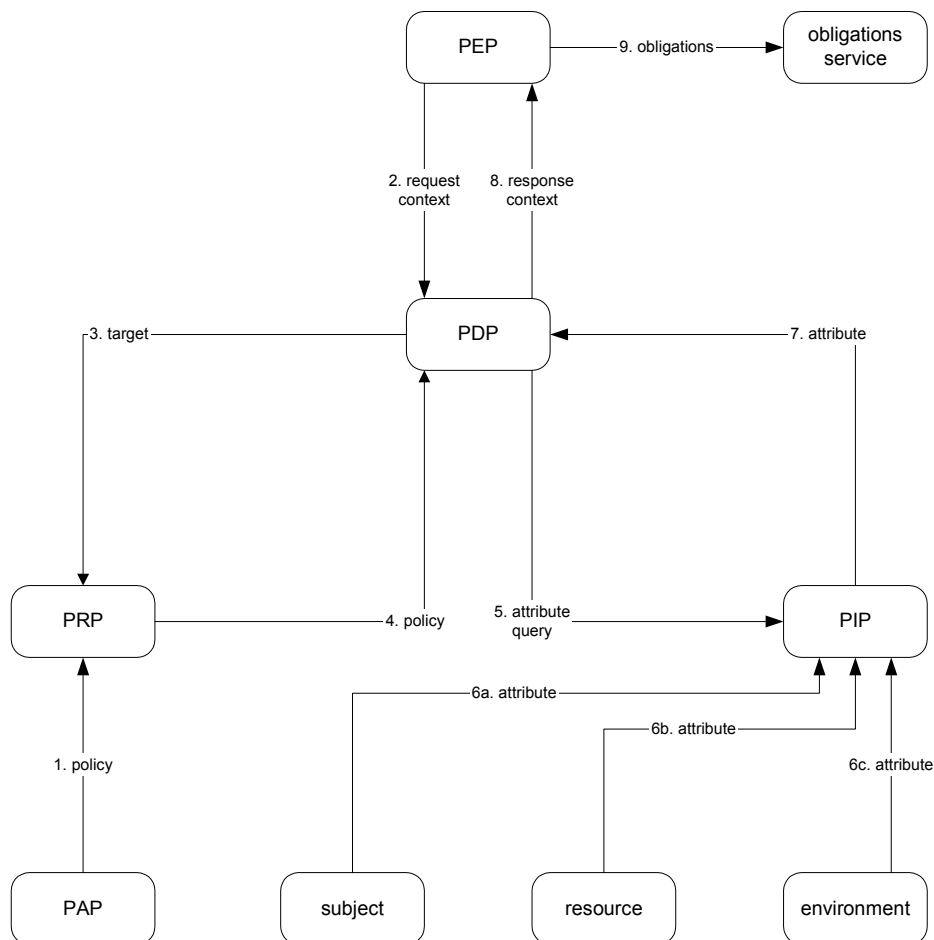 PEP
9. obligations
obligations
service
2. request
context
8. response
context
3. target
PDP
7. attribute
PRP
4. policy
5. attribute
query
PIP
6a. attribute
6b. attribute
1. policy
6c. attribute
PAP
subject
resource
environment